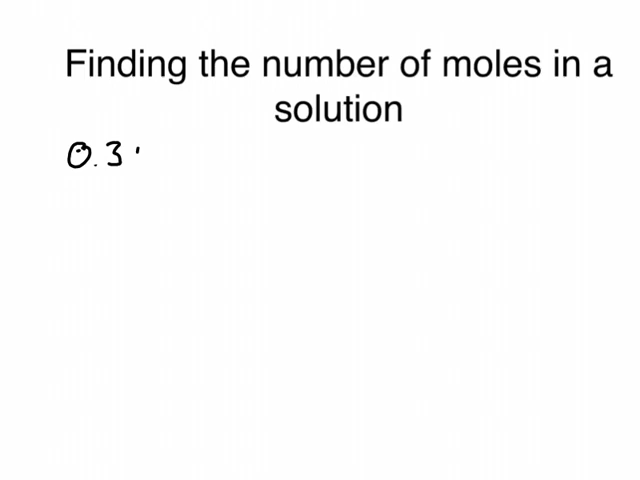 Finding the number of moles in a
solution
0.3